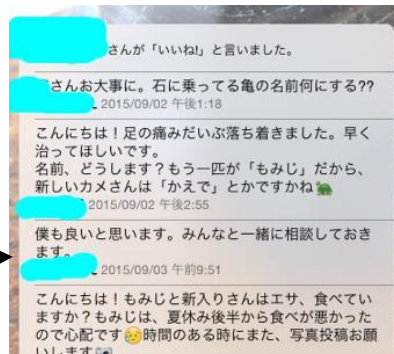 さんが「いいね!」と言いました。
さんお大事に。石に乗ってる亀の名前何にする??
2015/09/02 午後1:18
こんにちは!足の痛みだいぶ落ち着きました。早く
治ってほしいです。
名前、どうします?もう一匹が「もみじ」だから、
新しいカメさんは「かえで」とかですかね🐢
2015/09/02 午後2:55
僕も良いと思います。みんなと一緒に相談しておき
ます。
2015/09/03 午前9:51
こんにちは!もみじと新入りさんはエサ、食べてい
ますか?もみじは、夏休み後半から食べが悪かった
ので心配です😥時間のある時にまた、写真投稿お願
いします📷